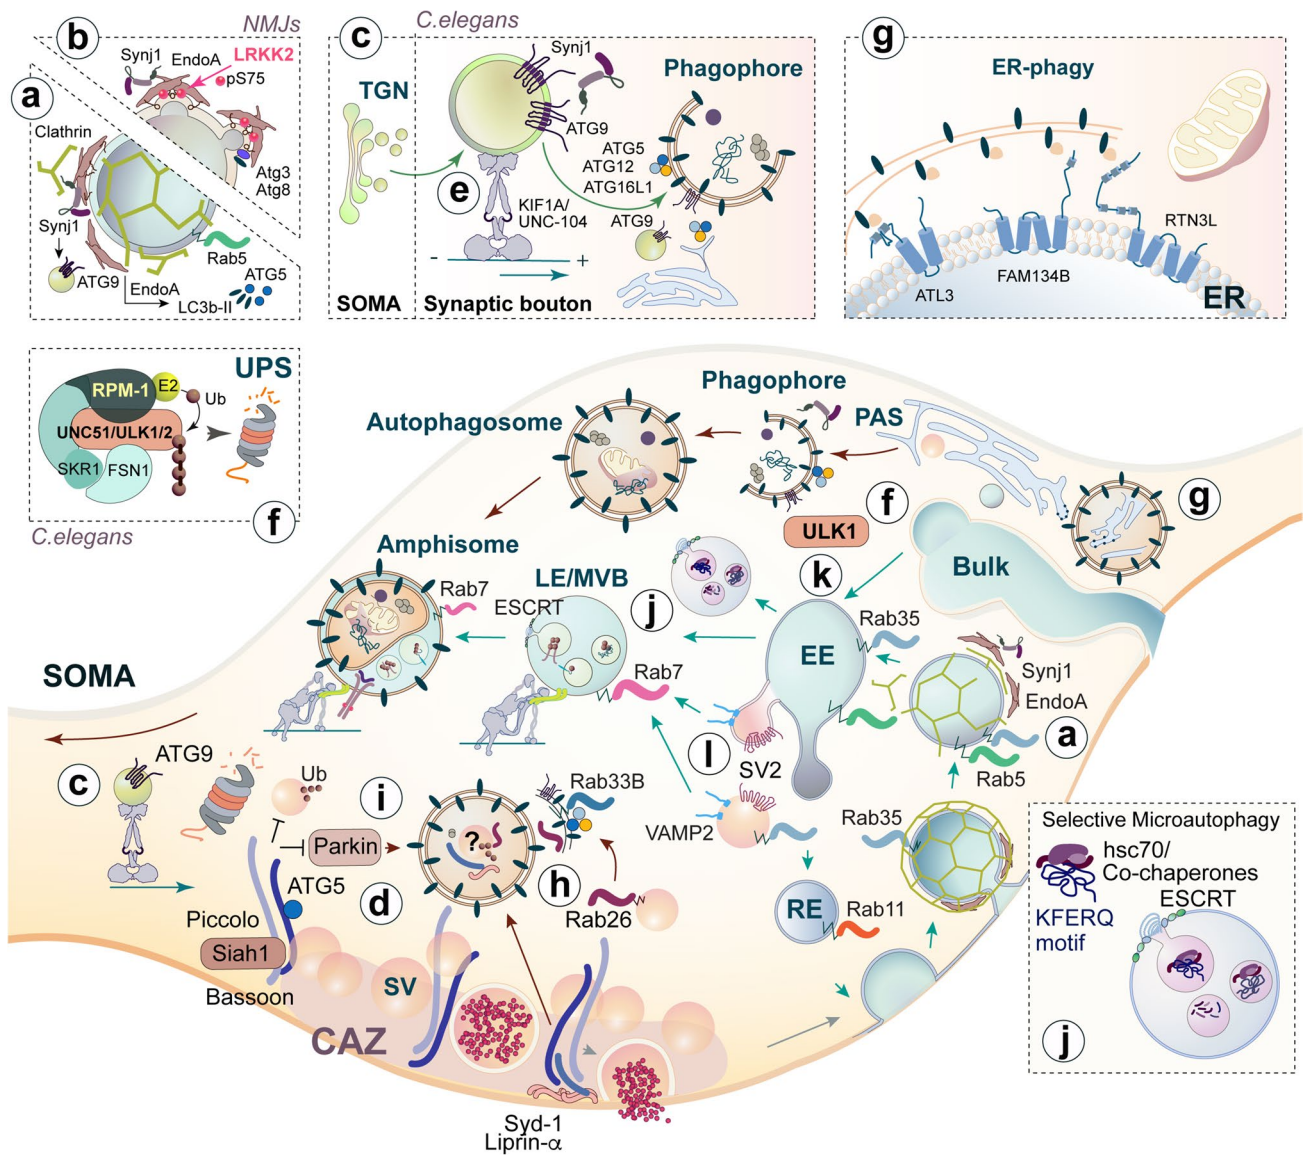 NMJs
b
Synj1
EndoA
LRKK2
pS75
a
Clathrin
Atg3
Atg8
Synj1
Rab5
ATG9
EndoA
ATG5
LC3b-II
C.elegans
c
TGN
Synj1
Phagophore
ATG9
ATG5
ATG12
ATG16L1
e
KIF1A/
UNC-104
ATG9
-
+
SOMA
Synaptic bouton
g
ER-phagy
RTN3L
FAM134B
ATL3
ER
UPS
RPM-1
E2
Ub
UNC51/ULK1/2
SKR1
FSN1
f
C.elegans
Phagophore
Autophagosome
PAS
f
g
ULK1
Amphisome
k
Bulk
LE/MVB
Rab7
ESCRT
j
Rab35
EE
SOMA
Rab7
Synj1
EndoA
a
l
ATG9
c
SV2
Rab5
Ub
i
Rab33B
VAMP2
Rab35
?
Parkin
ATG5
d
h
Piccolo
Rab26
RE
Rab11
Siah1
Bassoon
SV
CAZ
Syd-1
Liprin-α
Selective Microautophagy
hsc70/
Co-chaperones
ESCRT
KFERQ
motif
j